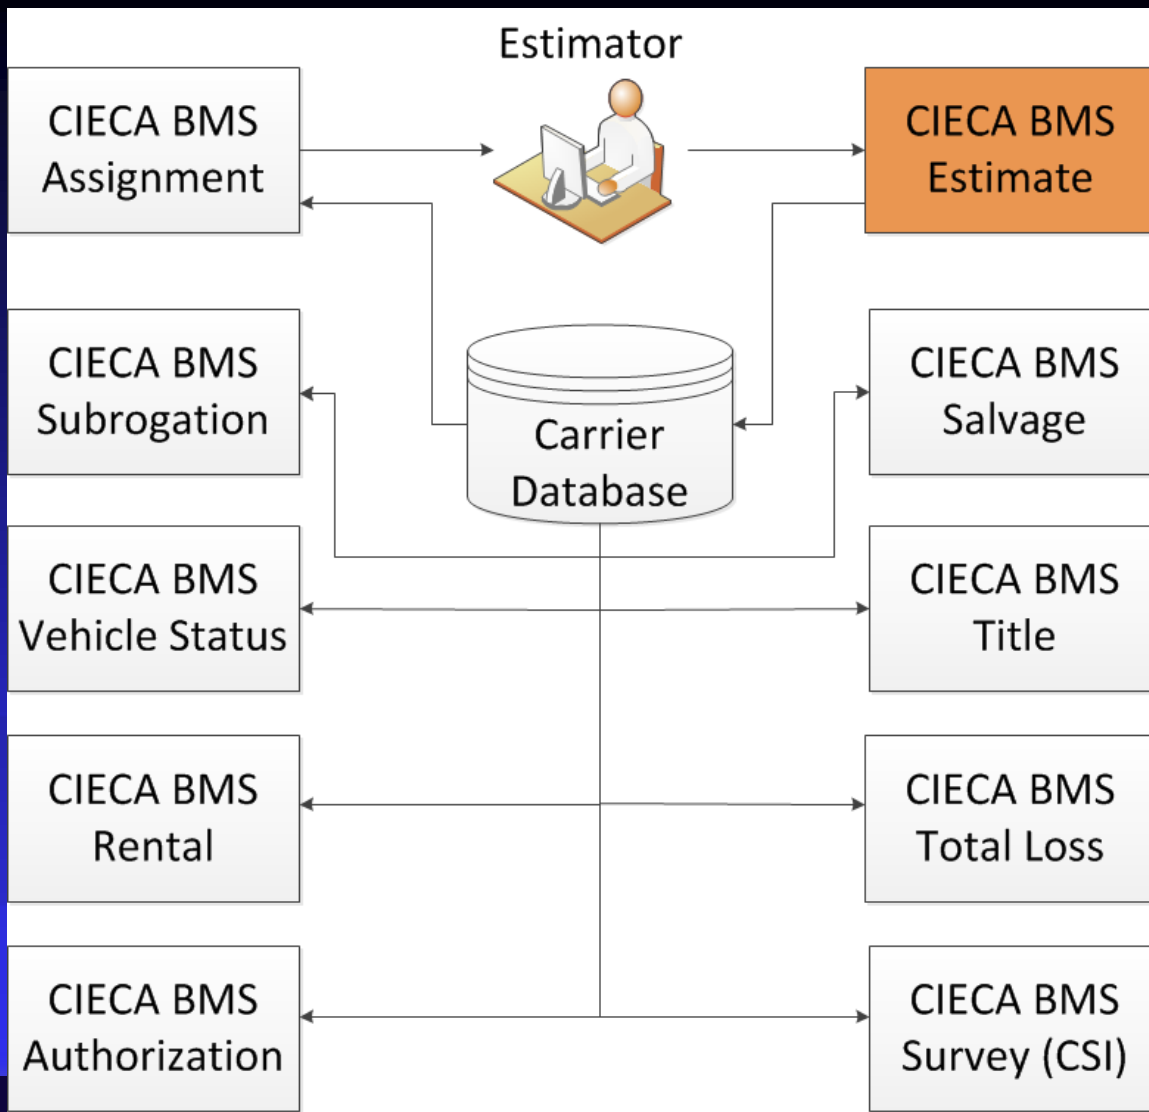 Estimator
CIECA BMS
Assignment
CIECA BMS
Estimate
CIECA BMS
Subrogation
Carrier
Database
CIECA BMS
Salvage
CIECA BMS
Vehicle Status
CIECA BMS
Title
CIECA BMS
Rental
CIECA BMS
Total Loss
CIECA BMS
Authorization
CIECA BMS
Survey (CSI)